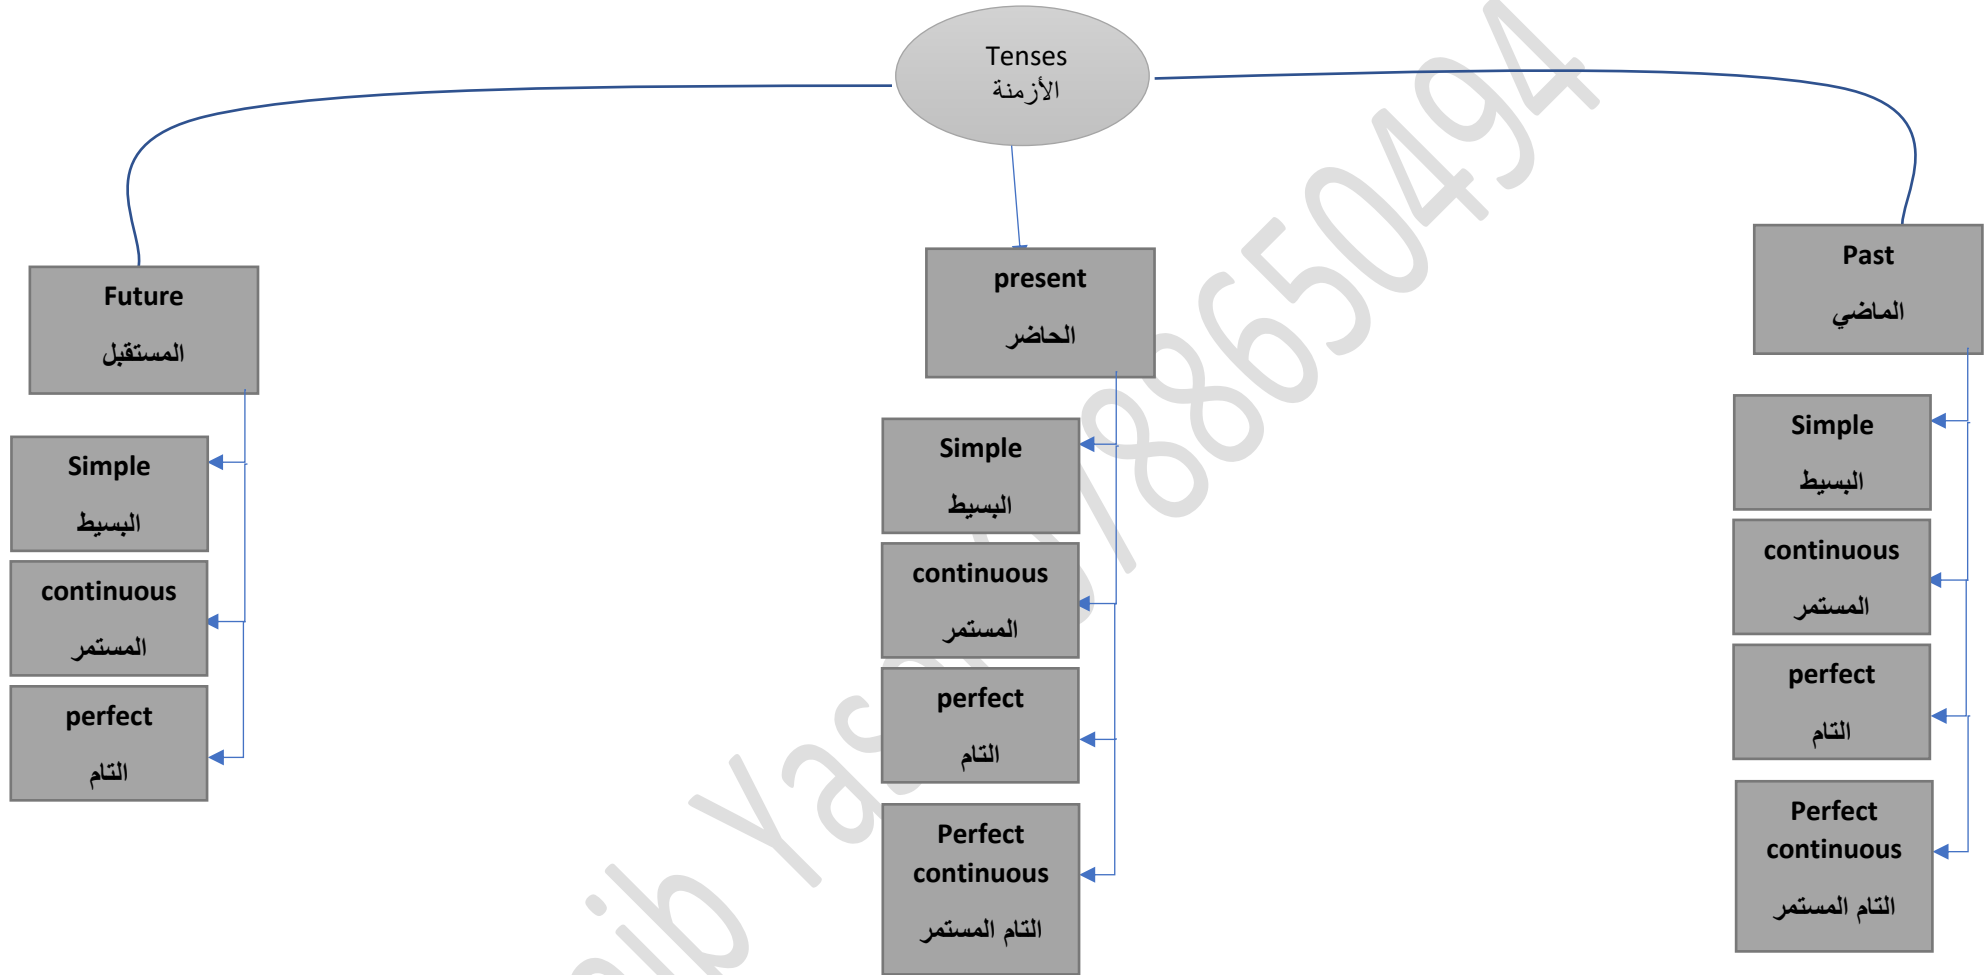 Tenses
الأزمنة
Future
المستقبل
Simple
البسيط
continuous
المستمر
perfect
التام
present
الحاضر
Simple
البسيط
continuous
المستمر
perfect
التام
Perfect
continuous
التام المستمر
Past
الماضي
Simple
البسيط
continuous
المستمر
perfect
التام
Perfect
continuous
التام المستمر